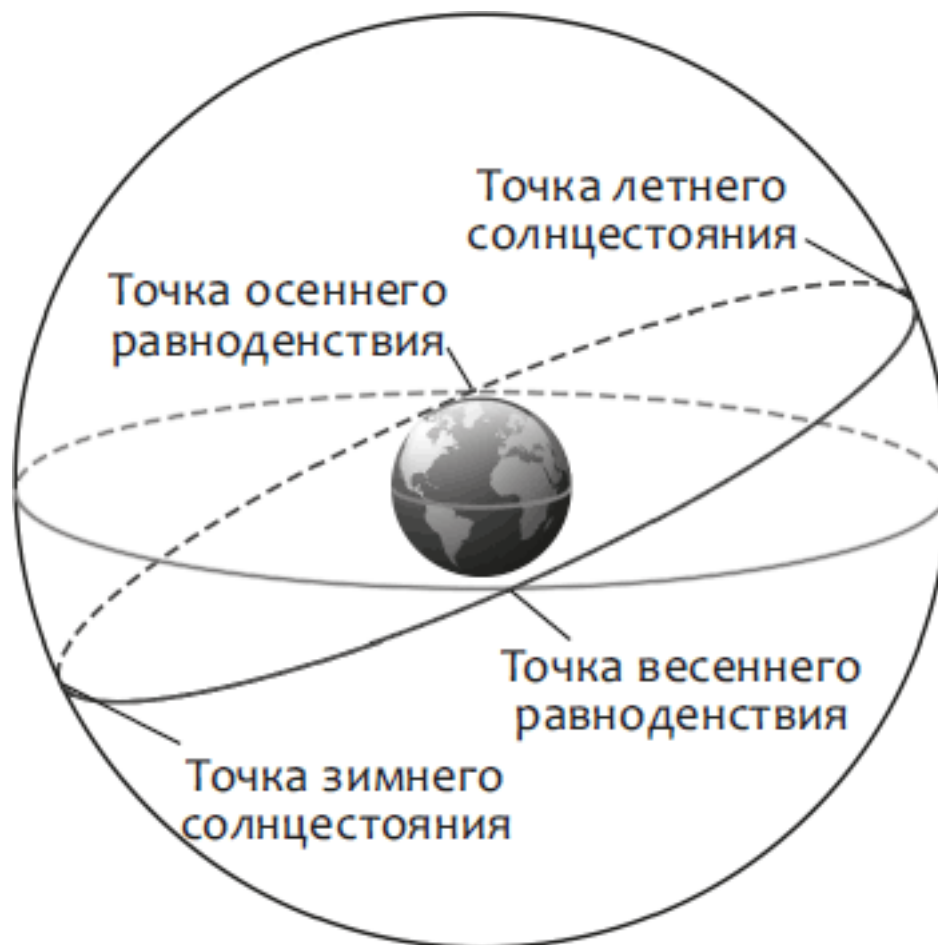 Точка летнего
солнцестояния
Точка осеннего
равноденствия
Точка весеннего
равноденствия
Точка зимнего
солнцестояния